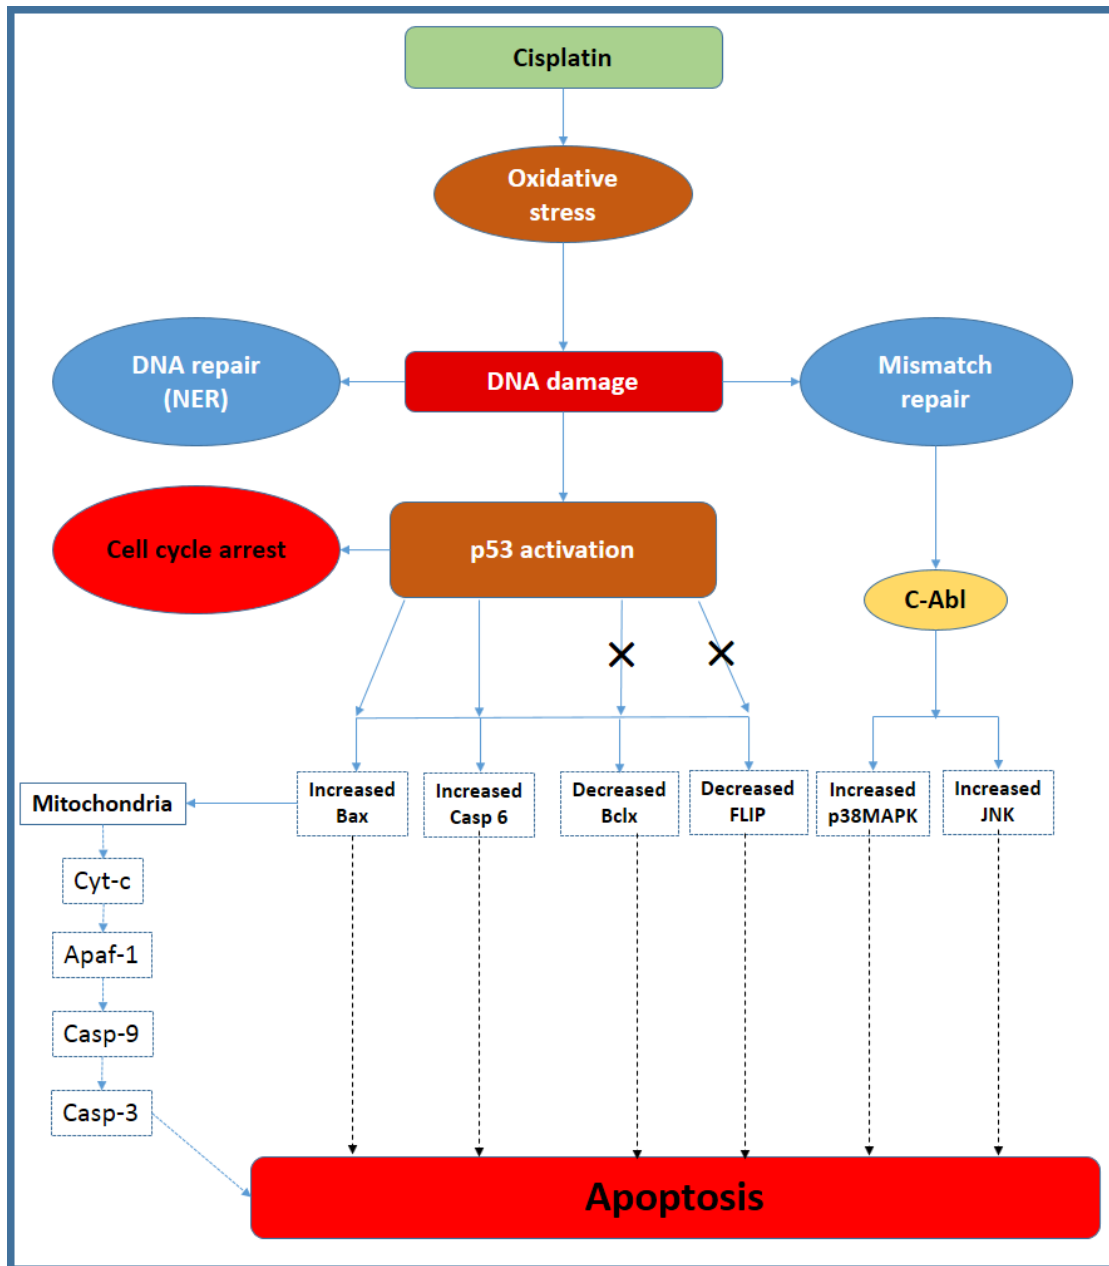 Cisplatin
Oxidative
stress
DNA repair
(NER)
DNA damage
Mismatch
repair
Cell cycle arrest
p53 activation
C-Abl
Mitochondria
Increased
Bax
Increased
Casp 6
Decreased
Bclx
Decreased
FLIP
Increased
p38MAPK
Increased
JNK
Cyt-c
Apaf-1
Casp-9
Casp-3
Apoptosis